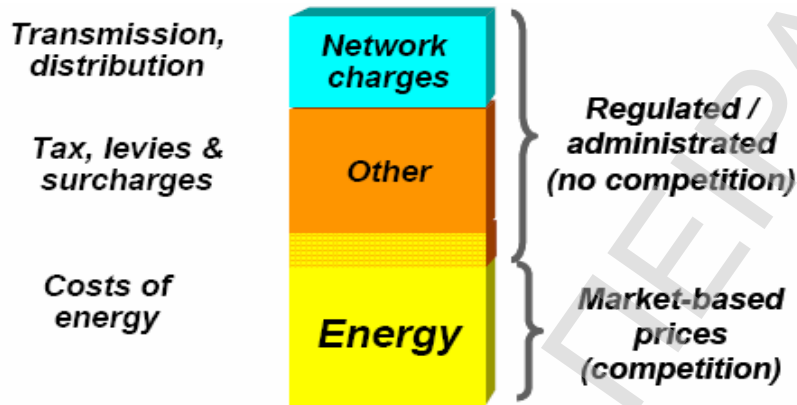 Transmission,
distribution
Network
charges
Regulated /
administrated
(no competition)
Tax, levies &
surcharges
Other
Costs of
energy
Energy
Market-based
prices
(competition)